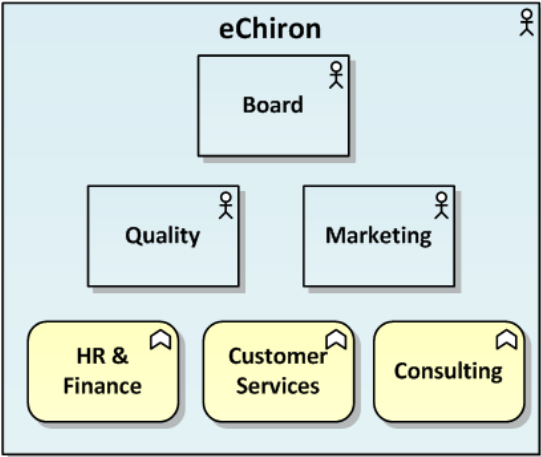 eChiron
Board
Quality
Marketing
HR &
Finance
Customer
Services
Consulting